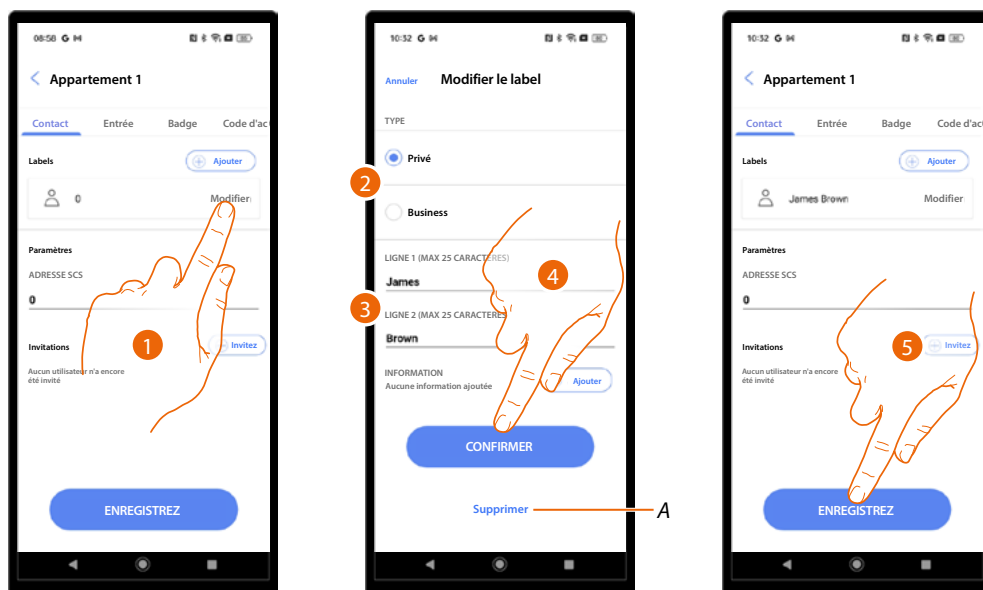 08:58 G M
Appartement 1
Contact Entrée Badge Code d'ac
Labels
Ajouter
0 Modifier
Paramètres
ADRESSE SCS
0
1
Invitations
Invitez
Aucun utilisateur n'a encore
été invité
ENREGISTREZ
10:32 G M
Annuler Modifier le label
TYPE
Privé
2
Business
LIGNE 1 (MAX 25 CARACTERES)
James
4
3
LIGNE 2 (MAX 25 CARACTERES
Brown
INFORMATION
Aucune information ajoutée
Ajouter
CONFIRMER
Supprimer
A
10:32 G M
Appartement 1
Contact Entrée Badge Code d'ac
Labels
Ajouter
James Brown Modifier
Paramètres
ADRESSE SCS
0
Invitations
5
Invitez
Aucun utilisateur n'a encore
été invité
ENREGISTREZ